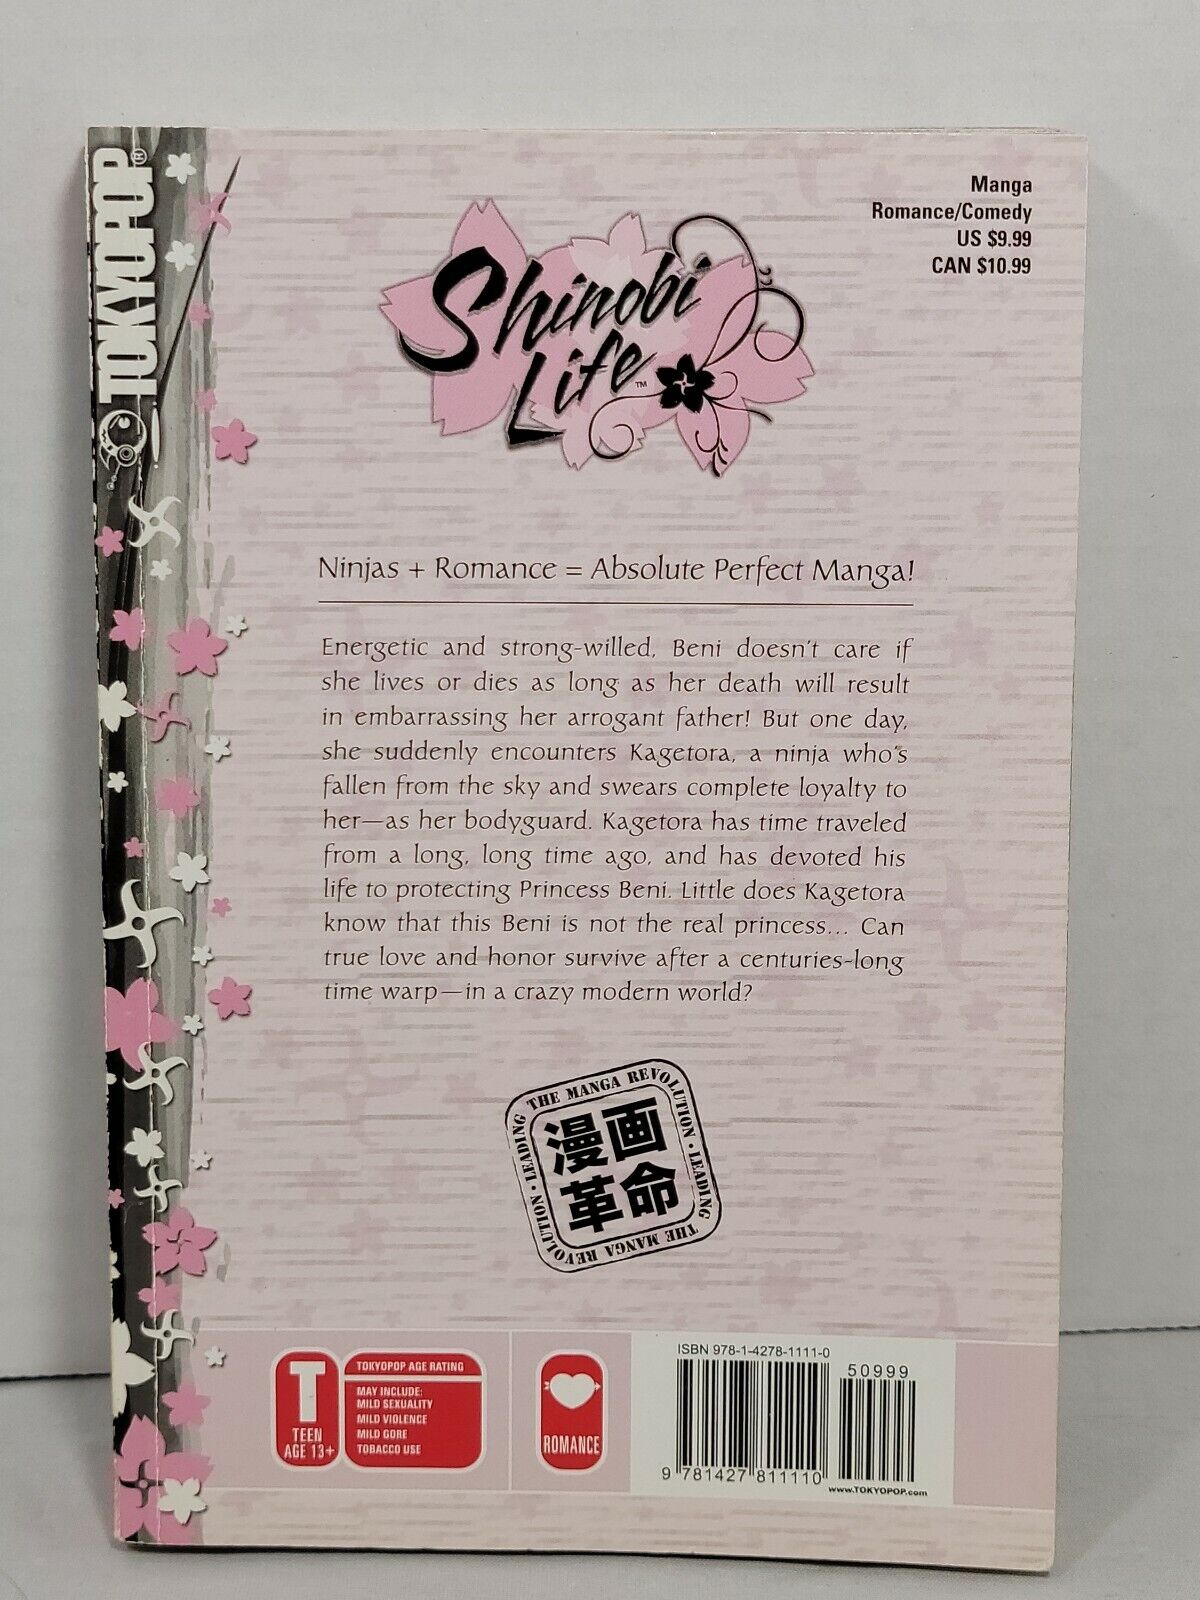 TOKYOPOP®
Manga
Romance/Comedy
US $9.99
CAN $10.99
Shinobi
Life™
Ninjas + Romance = Absolute Perfect Manga!
Energetic and strong-willed, Beni doesn't care if
she lives or dies as long as her death will result
in embarrassing her arrogant father! But one day,
she suddenly encounters Kagetora, a ninja who's
fallen from the sky and swears complete loyalty to
her—as her bodyguard. Kagetora has time traveled
from a long, long time ago, and has devoted his
life to protecting Princess Beni. Little does Kagetora
know that this Beni is not the real princess... Can
true love and honor survive after a centuries-long
time warp—in a crazy modern world?
LEADING THE MANGA REVOLUTION • LEADING THE MANGA REVOLUTION •
漫画
革命
T
TEEN
AGE 13+
TOKYOPOP AGE RATING
MAY INCLUDE:
MILD SEXUALITY
MILD VIOLENCE
MILD GORE
TOBACCO USE
ROMANCE
ISBN 978-1-4278-1111-0
50999
9 781427 811110
www.TOKYOPOP.com